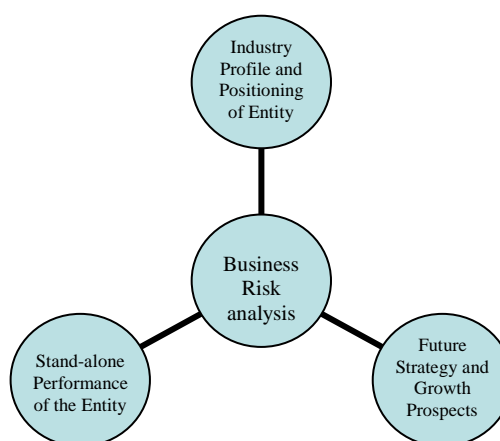 Industry
Profile and
Positioning
of Entity
Business
Risk
analysis
Stand-alone
Performance
of the Entity
Future
Strategy and
Growth
Prospects